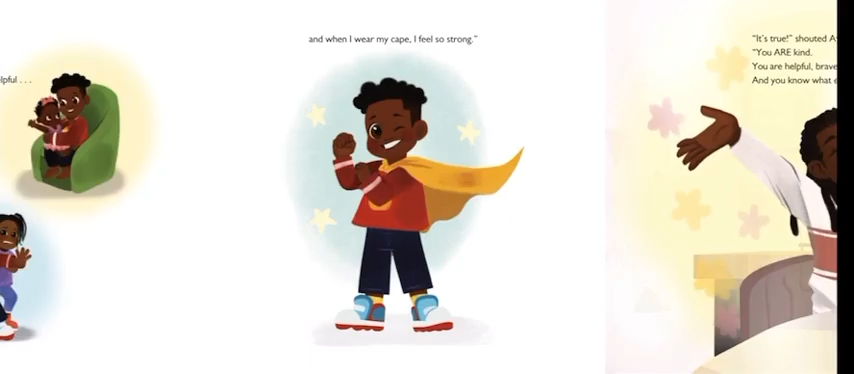 and when I wear my cape, I feel so strong."
"It's true!" shouted
"You ARE kind.
You are helpful, brave
And you know what